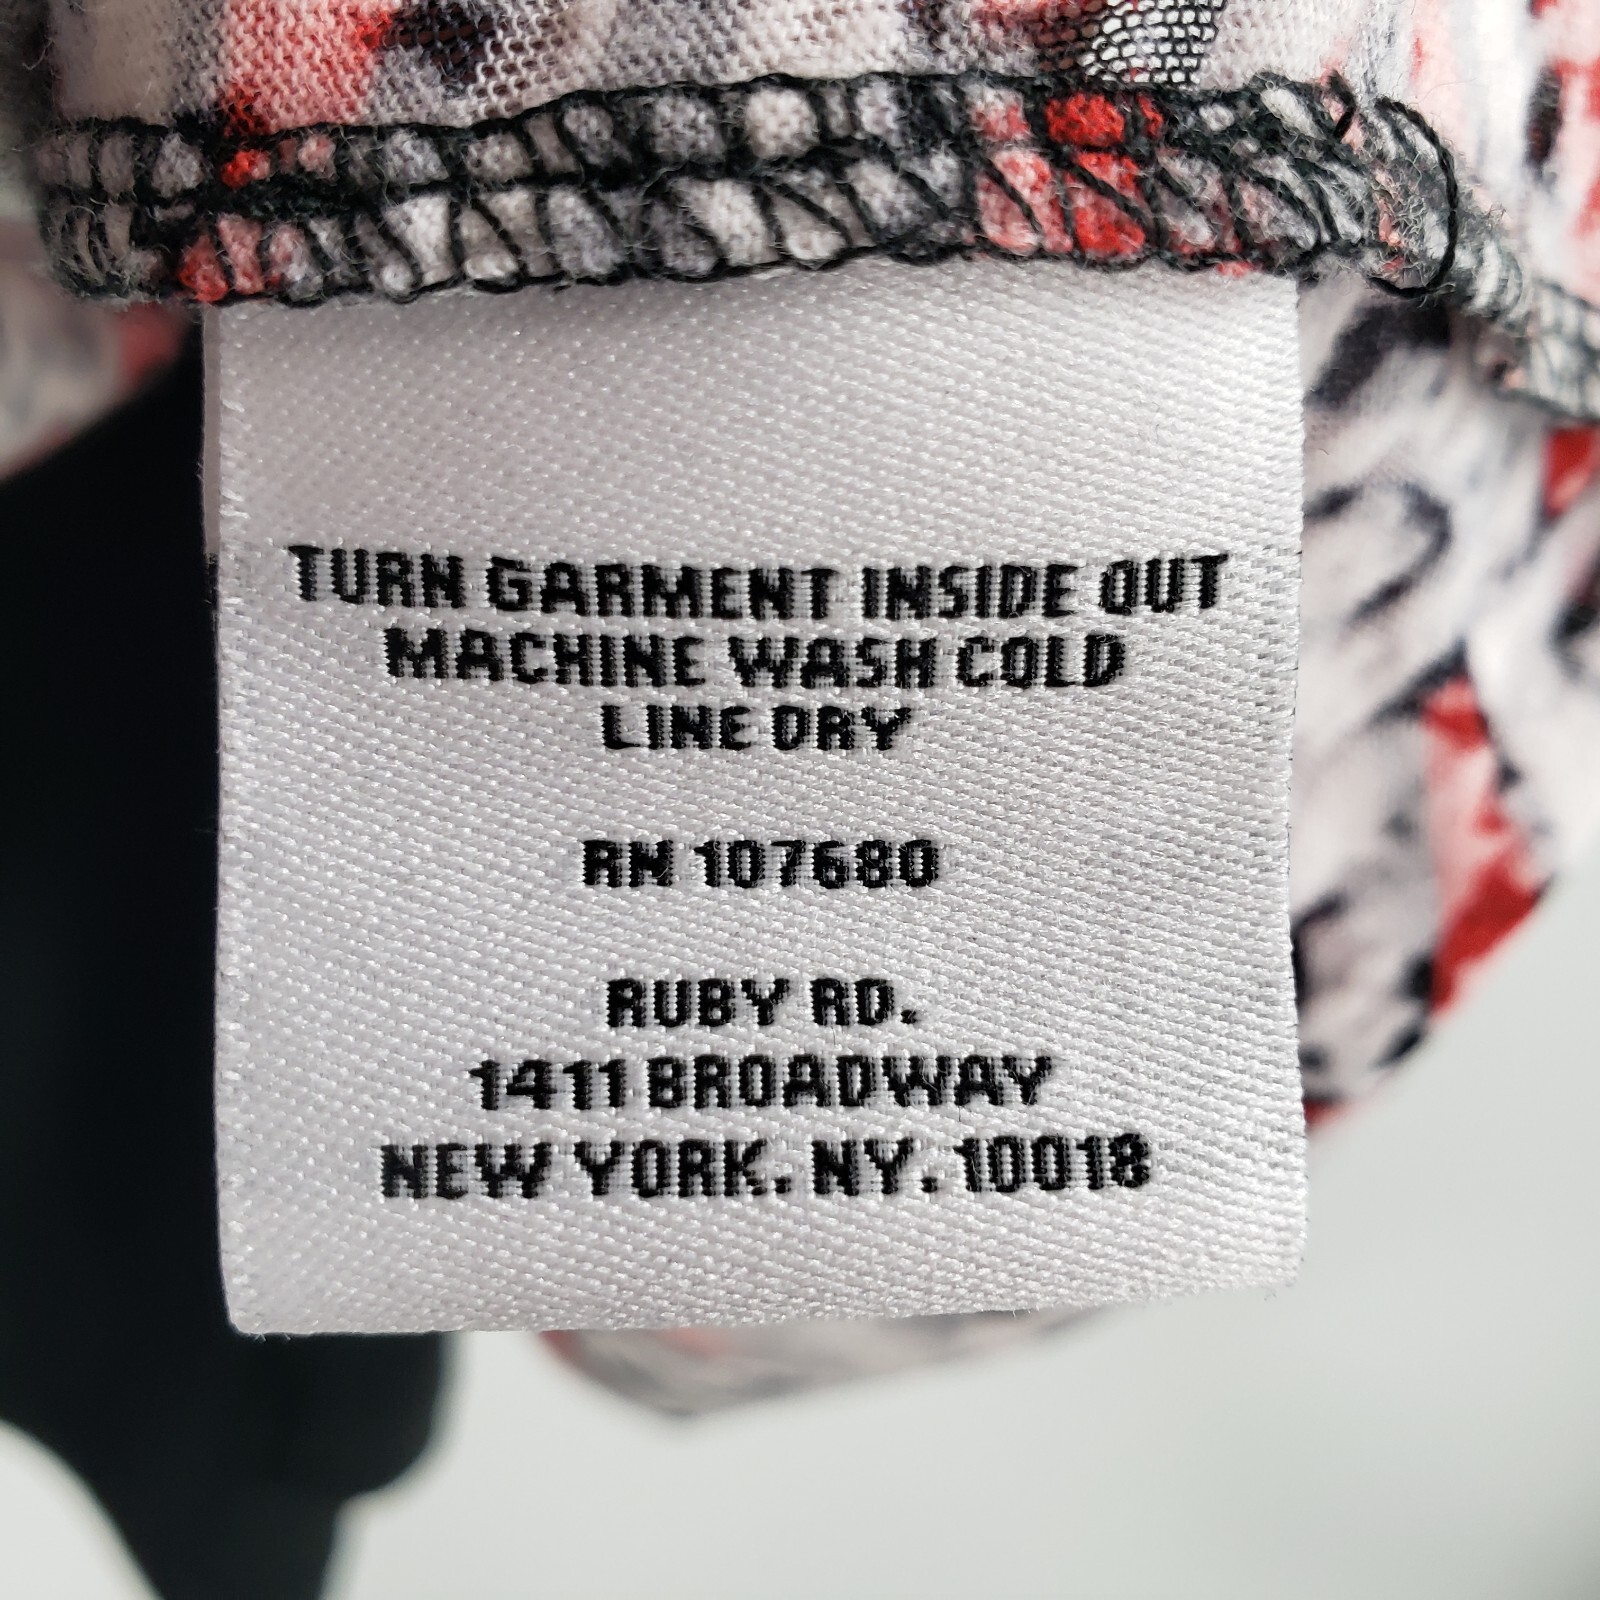 TURN GARMENT INSIDE OUT
MACHINE WASH COLD
LINE DRY
RN 107680
RUBY RD.
1411 BROADWAY
NEW YORK. NY. 10018